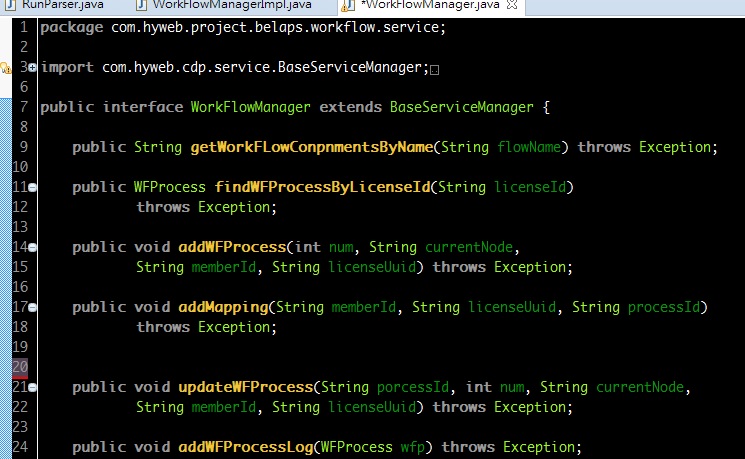 RunParser.java WorkFlowManagerImpl.java *WorkFlowManager.java
1 package com.hyweb.project.belaps.workflow.service;
2
3 import com.hyweb.cdp.service.BaseServiceManager;
6
7 public interface WorkFlowManager extends BaseServiceManager {
8
9 public String getWorkFLowConpnmentsByName(String flowName) throws Exception;
10
11 public WFProcess findWFProcessByLicenseId(String licenseId)
12 throws Exception;
13
14 public void addWFProcess(int num, String currentNode,
15 String memberId, String licenseUuid) throws Exception;
16
17 public void addMapping(String memberId, String licenseUuid, String processId)
18 throws Exception;
19
20
21 public void updateWFProcess(String porcessId, int num, String currentNode,
22 String memberId, String licenseUuid) throws Exception;
23
24 public void addWFProcessLog(WFProcess wfp) throws Exception;